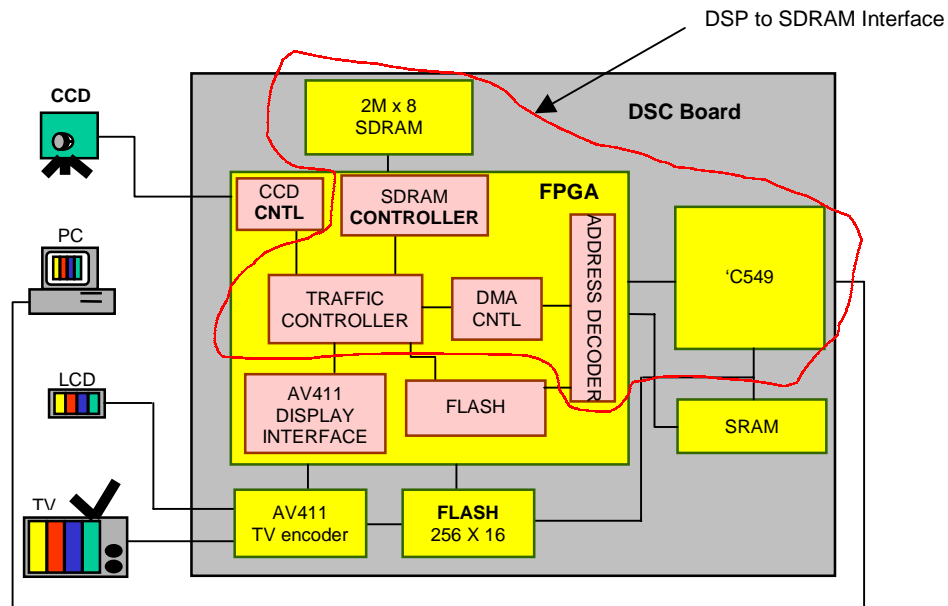 DSP to SDRAM Interface
CCD
2M x 8
SDRAM
DSC Board
CCD
CNTL
SDRAM
CONTROLLER
FPGA
ADDRESS DECODER
PC
'C549
TRAFFIC
CONTROLLER
DMA
CNTL
LCD
AV411
DISPLAY
INTERFACE
FLASH
SRAM
TV
AV411
TV encoder
FLASH
256 X 16